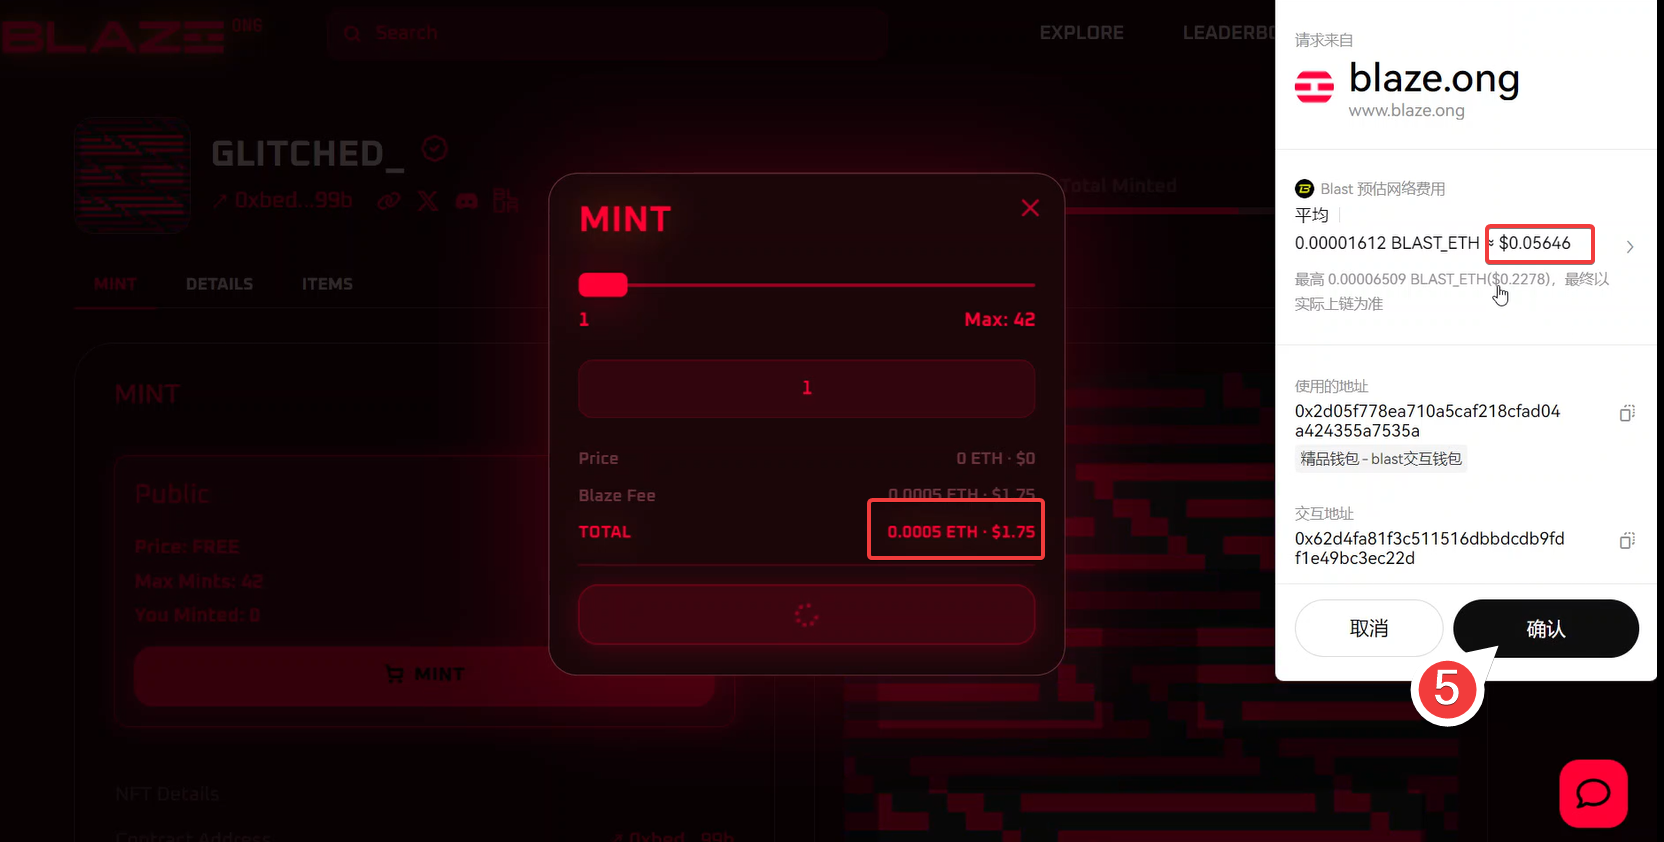 BLAZE ONG
Search
EXPLORE
LEADERBO
GLITCHED_
0xbed...99b
Total Minted
MINT
DETAILS
ITEMS
MINT
Public
Price: FREE
Max Mints: 42
You Minted: 0
MINT
NFT Details
Contract Address
0xbed...99b
MINT
1
Max: 42
1
Price
0 ETH · $0
Blaze Fee
0.0005 ETH · $1.75
TOTAL
0.0005 ETH · $1.75
请求来自
blaze.ong
www.blaze.ong
Blast 预估网络费用
平均
0.00001612 BLAST_ETH ≈ $0.05646
最高 0.00006509 BLAST_ETH($0.2278)，最终以
实际上链为准
使用的地址
0x2d05f778ea710a5caf218cfad04
a424355a7535a
精品钱包 - blast交互钱包
交互地址
0x62d4fa81f3c511516dbbdcdb9fd
f1e49bc3ec22d
取消
确认
5